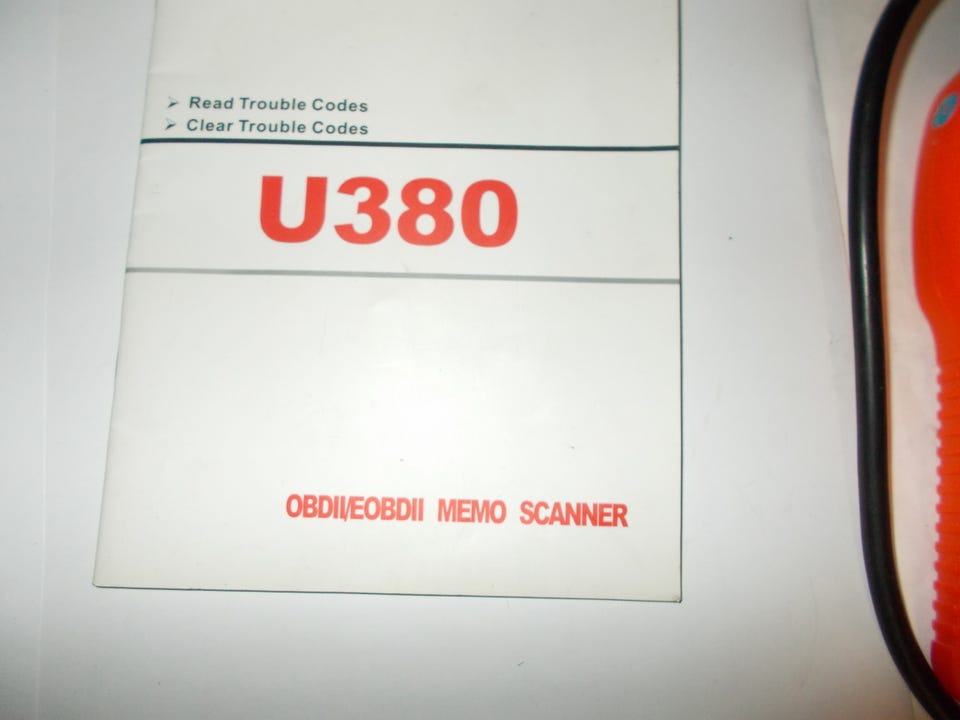 ➢ Read Trouble Codes
➢ Clear Trouble Codes
U380
OBDII/EOBDII MEMO SCANNER